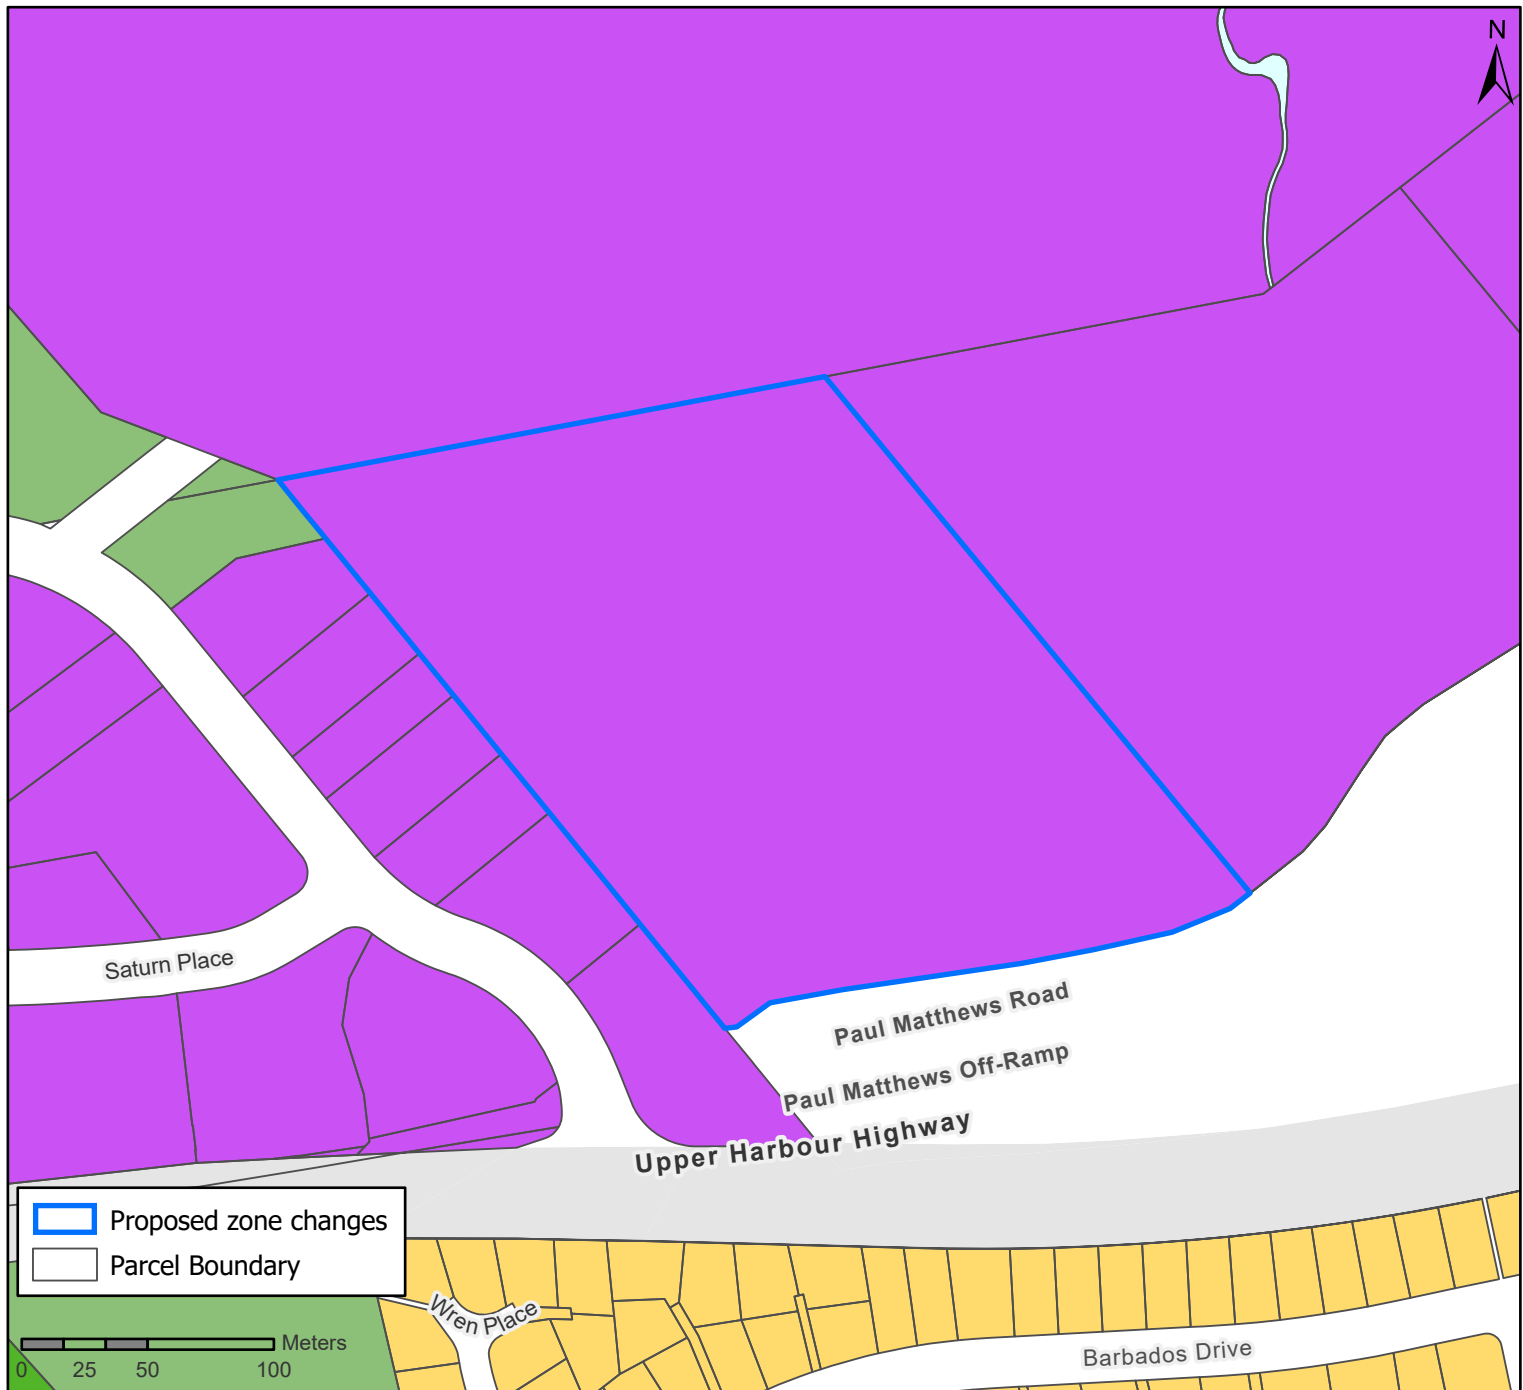 N
Saturn Place
Paul Matthews Road
Paul Matthews Off-Ramp
Upper Harbour Highway
Proposed zone changes
Parcel Boundary
Wren Place
Barbados Drive
Meters
0 25 50 100